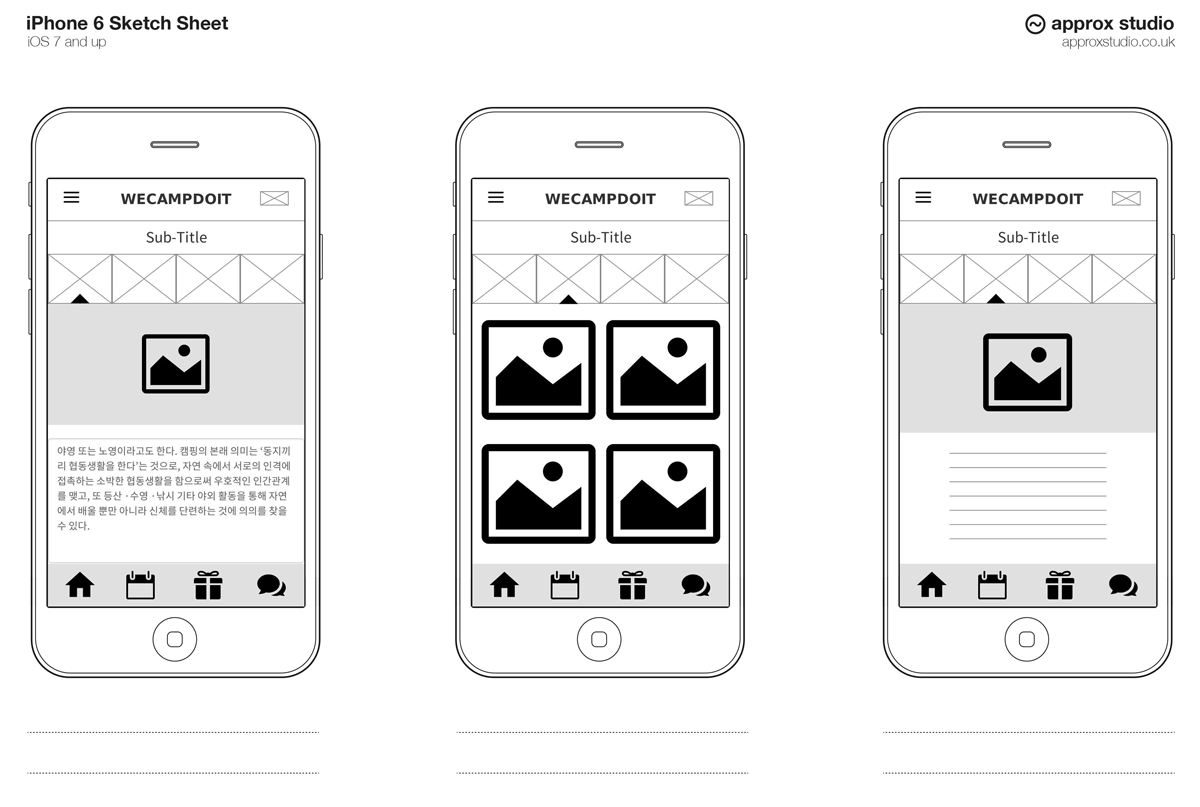 iPhone 6 Sketch Sheet
iOS 7 and up
approx studio
approxstudio.co.uk
WECAMPDOIT
Sub-Title
야영 또는 노영이라고도 한다. 캠핑의 본래 의미는 ‘동지끼
리 협동생활을 한다’는 것으로, 자연 속에서 서로의 인격에
접촉하는 소박한 협동생활을 함으로써 우호적인 인간관계
를 맺고, 또 등산 ·수영 ·낚시 기타 야외 활동을 통해 자연
에서 배울 뿐만 아니라 신체를 단련하는 것에 의의를 찾을
수 있다.
WECAMPDOIT
Sub-Title
WECAMPDOIT
Sub-Title